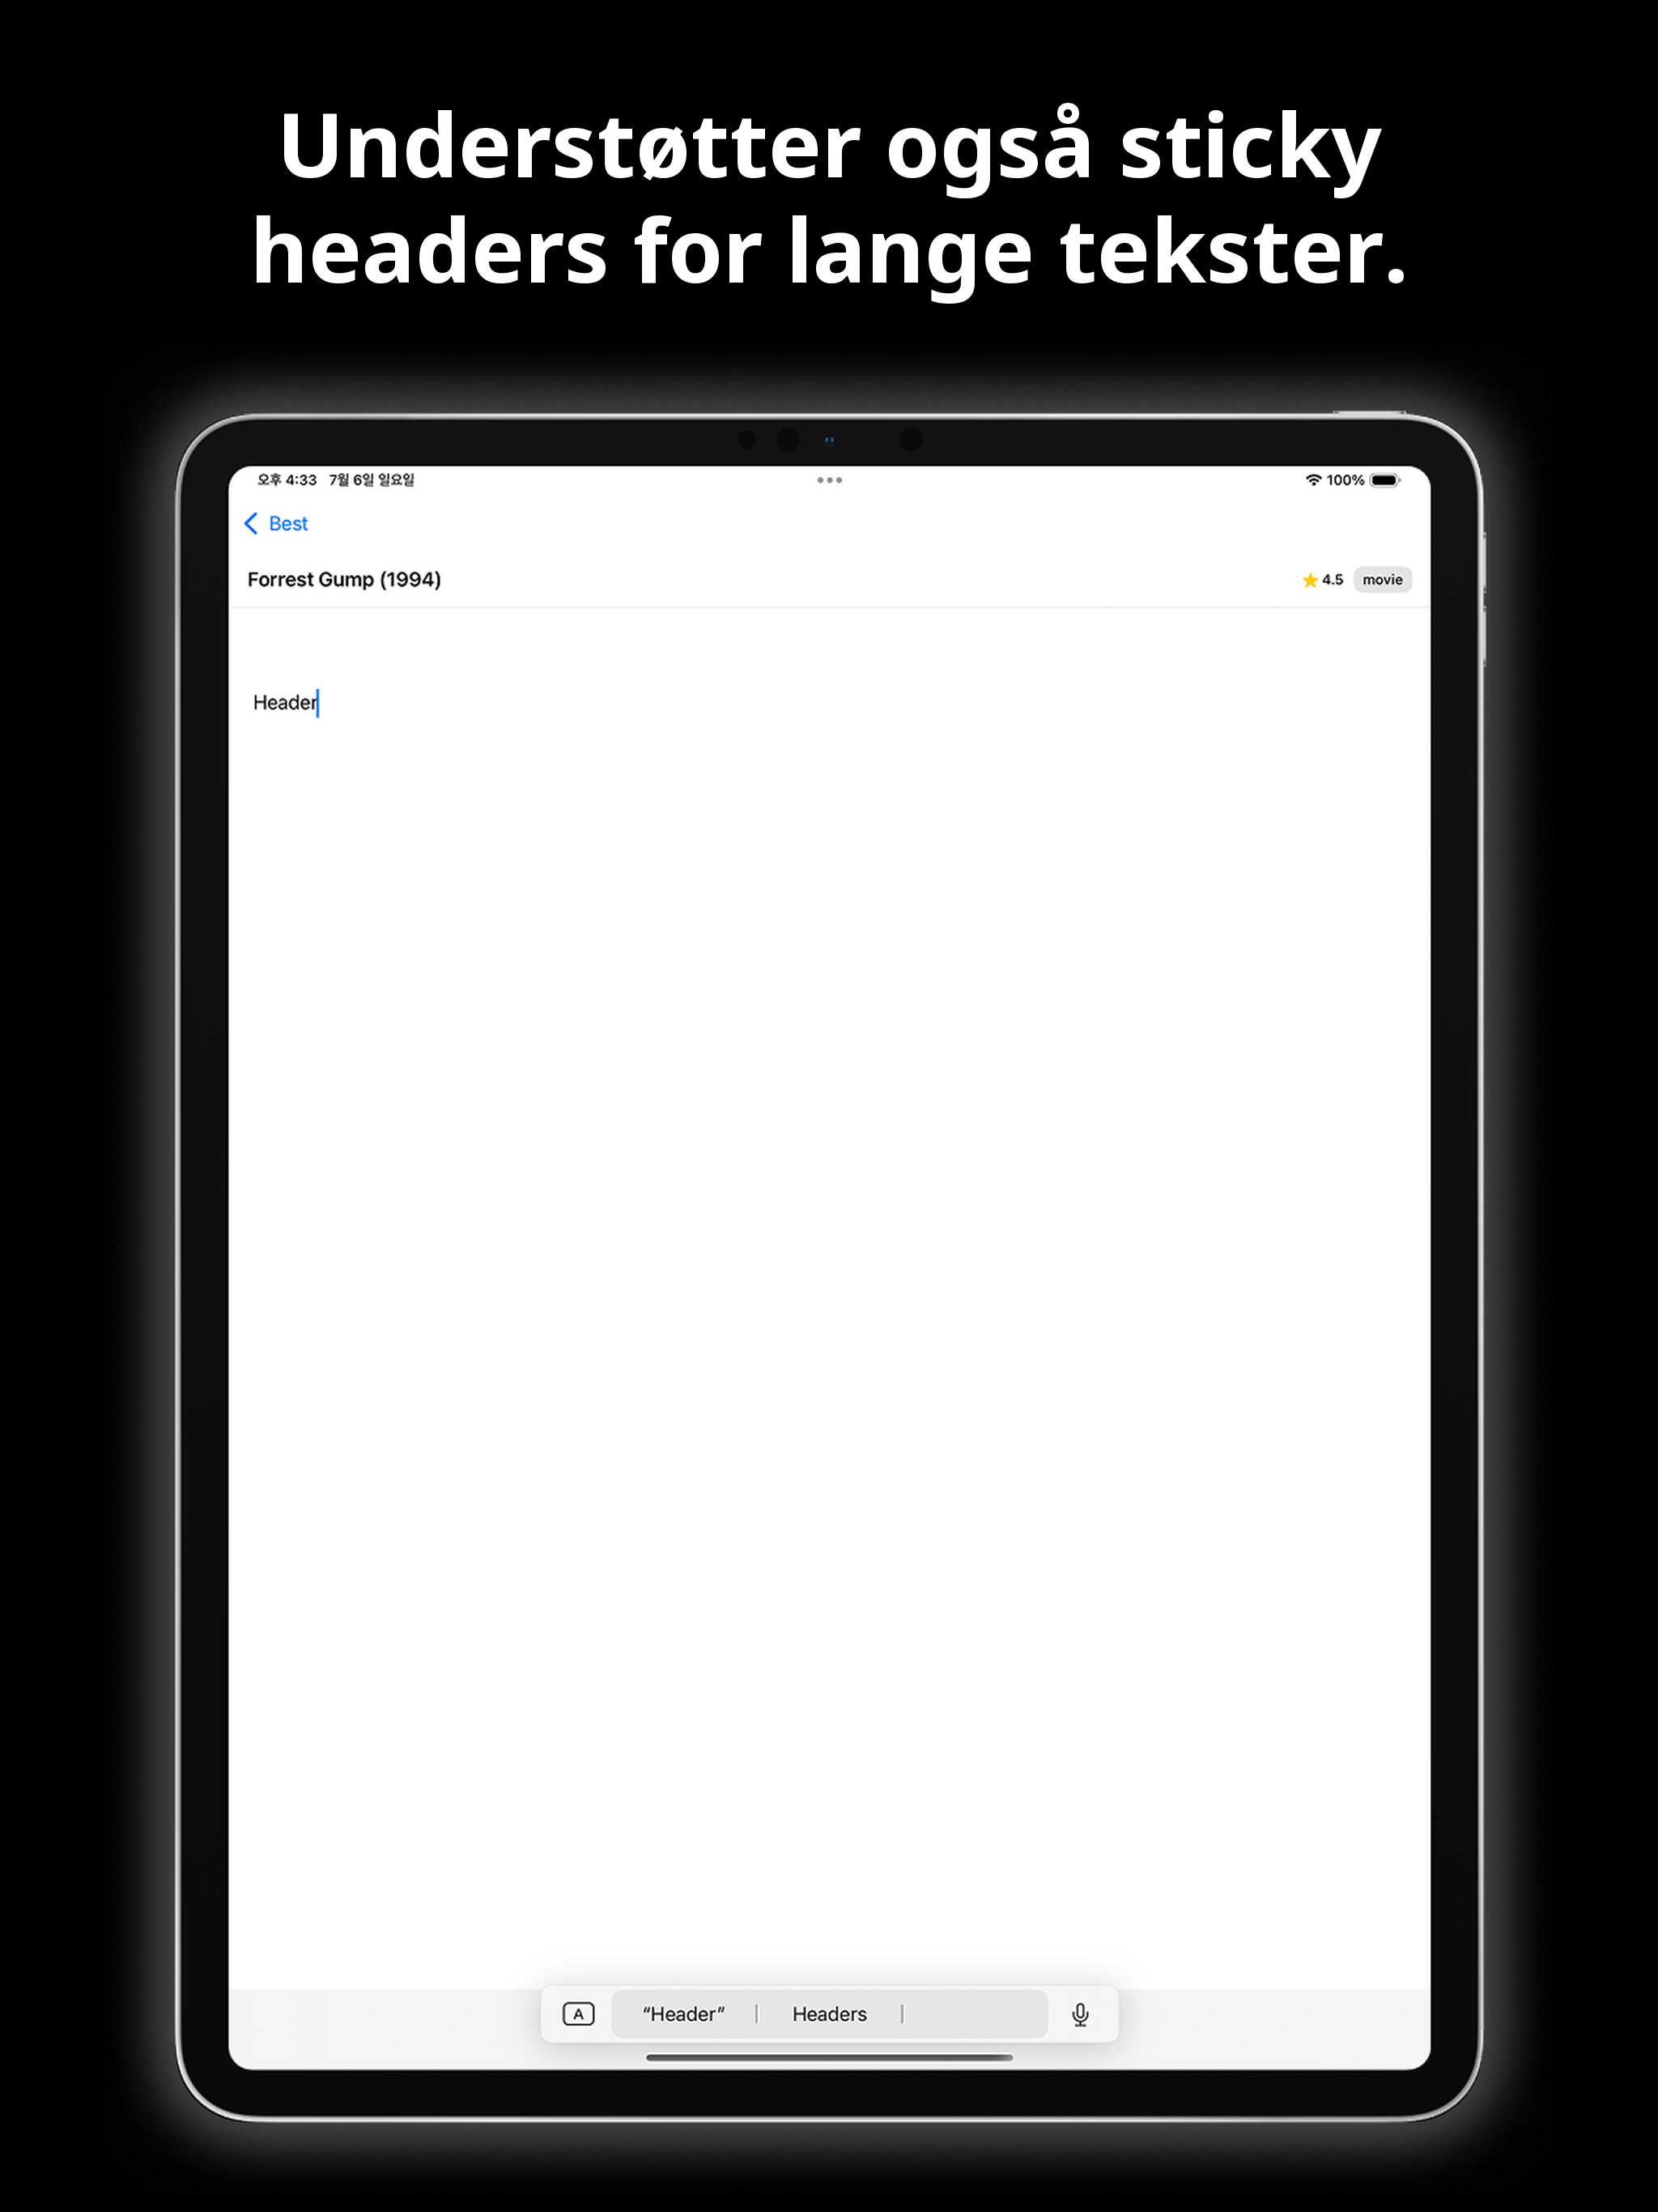 Understøtter også sticky
headers for lange tekster.
오후 4:33 7월 6일 일요일
100%
Best
Forrest Gump (1994)
4.5 movie
Header
A “Header” Headers